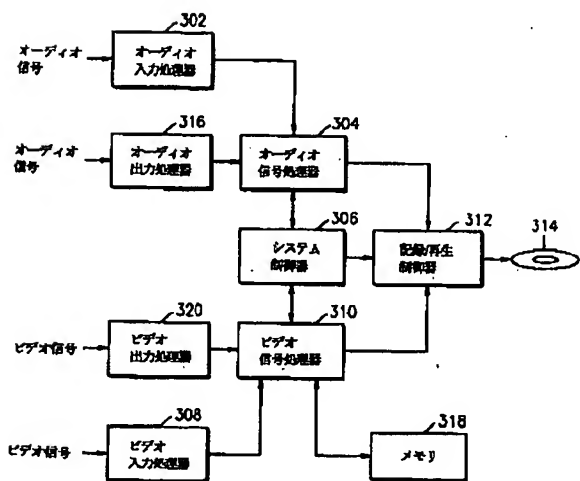 302
オーディオ
信号
オーディオ
入力処理器
316
304
オーディオ
信号
オーディオ
出力処理器
オーディオ
信号処理器
306
312
314
システム
制御器
記録/再生
制御器
320
310
ビデオ信号
ビデオ
出力処理器
ビデオ
信号処理器
308
318
ビデオ信号
ビデオ
入力処理器
メモリ